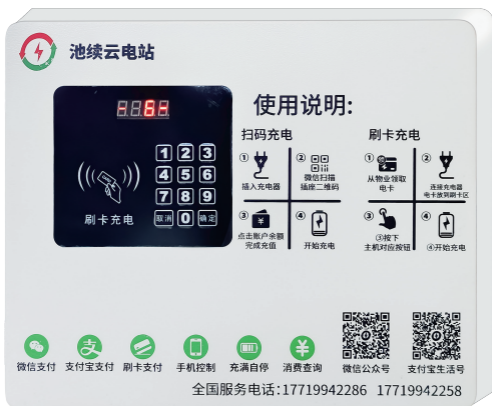 池续云电站
-6-
使用说明:
扫码充电
刷卡充电
①
插入充电器
②
微信扫描
插座二维码
③
点击账户余额
完成充值
④
开始充电
①
从物业领取
电卡
②
连接充电器
电卡放到刷卡区
③
③按下
主机对应按钮
④
④开始充电
1 2 3
4 5 6
7 8 9
取消 0 确定
刷卡充电
微信支付 支付宝支付 刷卡支付 手机控制 充满自停 消费查询 微信公众号 支付宝生活号
全国服务电话:17719942286 17719942258